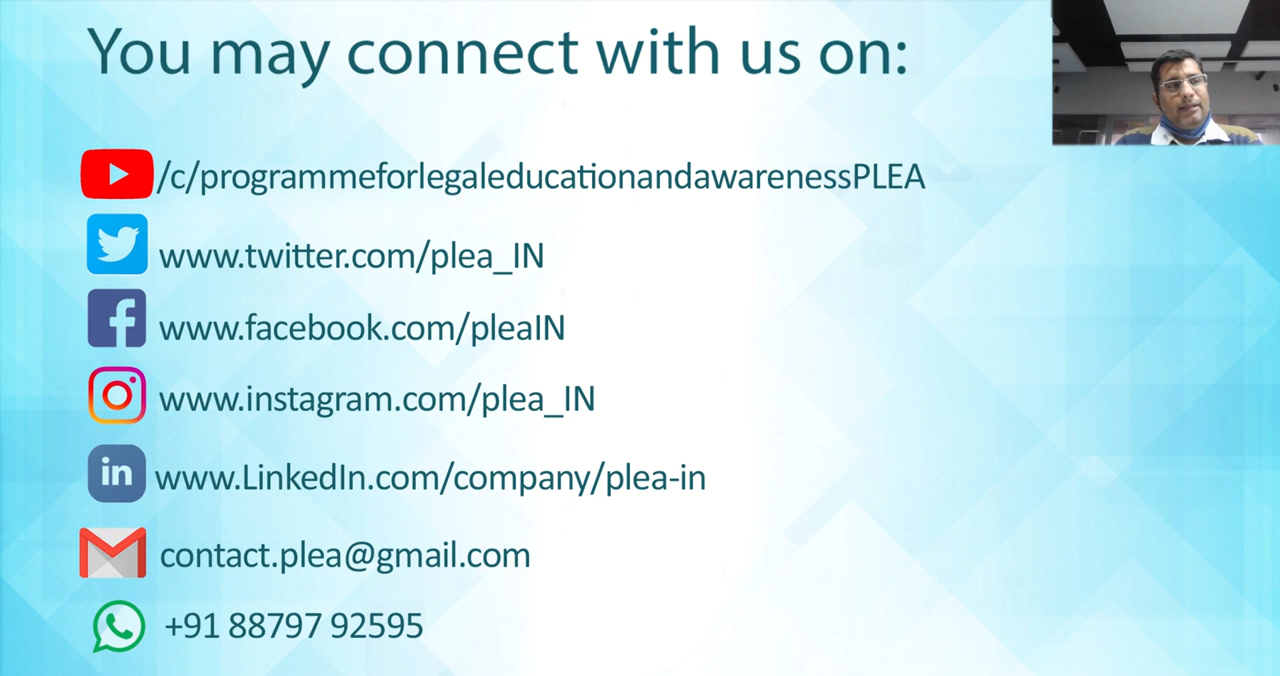 You may connect with us on:
/c/programmeforlegaleducationandawarenessPLEA
www.twitter.com/plea_IN
www.facebook.com/pleaIN
www.instagram.com/plea_IN
in www.LinkedIn.com/company/plea-in
contact.plea@gmail.com
+91 88797 92595